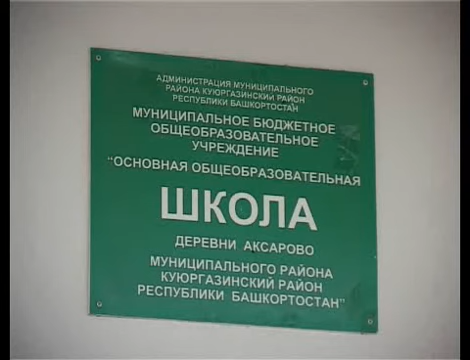 АДМИНИСТРАЦИЯ МУНИЦИПАЛЬНОГО
РАЙОНА КУЮРГАЗИНСКИЙ РАЙОН
РЕСПУБЛИКИ БАШКОРТОСТАН
МУНИЦИПАЛЬНОЕ БЮДЖЕТНОЕ
ОБЩЕОБРАЗОВАТЕЛЬНОЕ
УЧРЕЖДЕНИЕ
"ОСНОВНАЯ ОБЩЕОБРАЗОВАТЕЛЬНАЯ
ШКОЛА
ДЕРЕВНИ АКСАРОВО
МУНИЦИПАЛЬНОГО РАЙОНА
КУЮРГАЗИНСКИЙ РАЙОН
РЕСПУБЛИКИ БАШКОРТОСТАН"